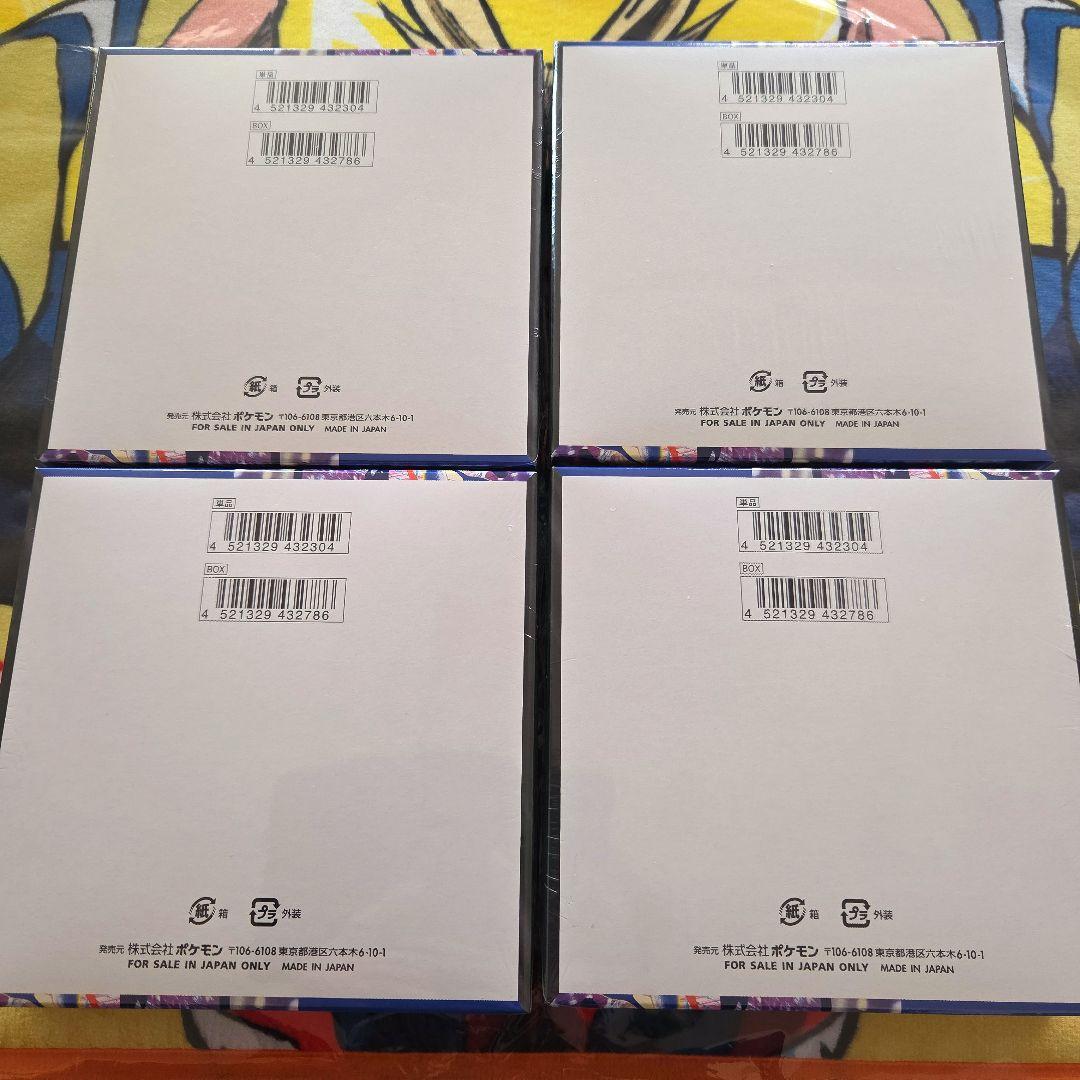 単品
4 521329 432304
BOX
4 521329 432786
紙 箱 プラ 外装
発売元 株式会社 ポケモン 〒106-6108 東京都港区六本木6-10-1
FOR SALE IN JAPAN ONLY MADE IN JAPAN
単品
4 521329 432304
BOX
4 521329 432786
紙 箱 プラ 外装
発売元 株式会社 ポケモン 〒106-6108 東京都港区六本木6-10-1
FOR SALE IN JAPAN ONLY MADE IN JAPAN
単品
4 521329 432304
BOX
4 521329 432786
紙 箱 プラ 外装
発売元 株式会社 ポケモン 〒106-6108 東京都港区六本木6-10-1
FOR SALE IN JAPAN ONLY MADE IN JAPAN
単品
4 521329 432304
BOX
4 521329 432786
紙 箱 プラ 外装
発売元 株式会社 ポケモン 〒106-6108 東京都港区六本木6-10-1
FOR SALE IN JAPAN ONLY MADE IN JAPAN